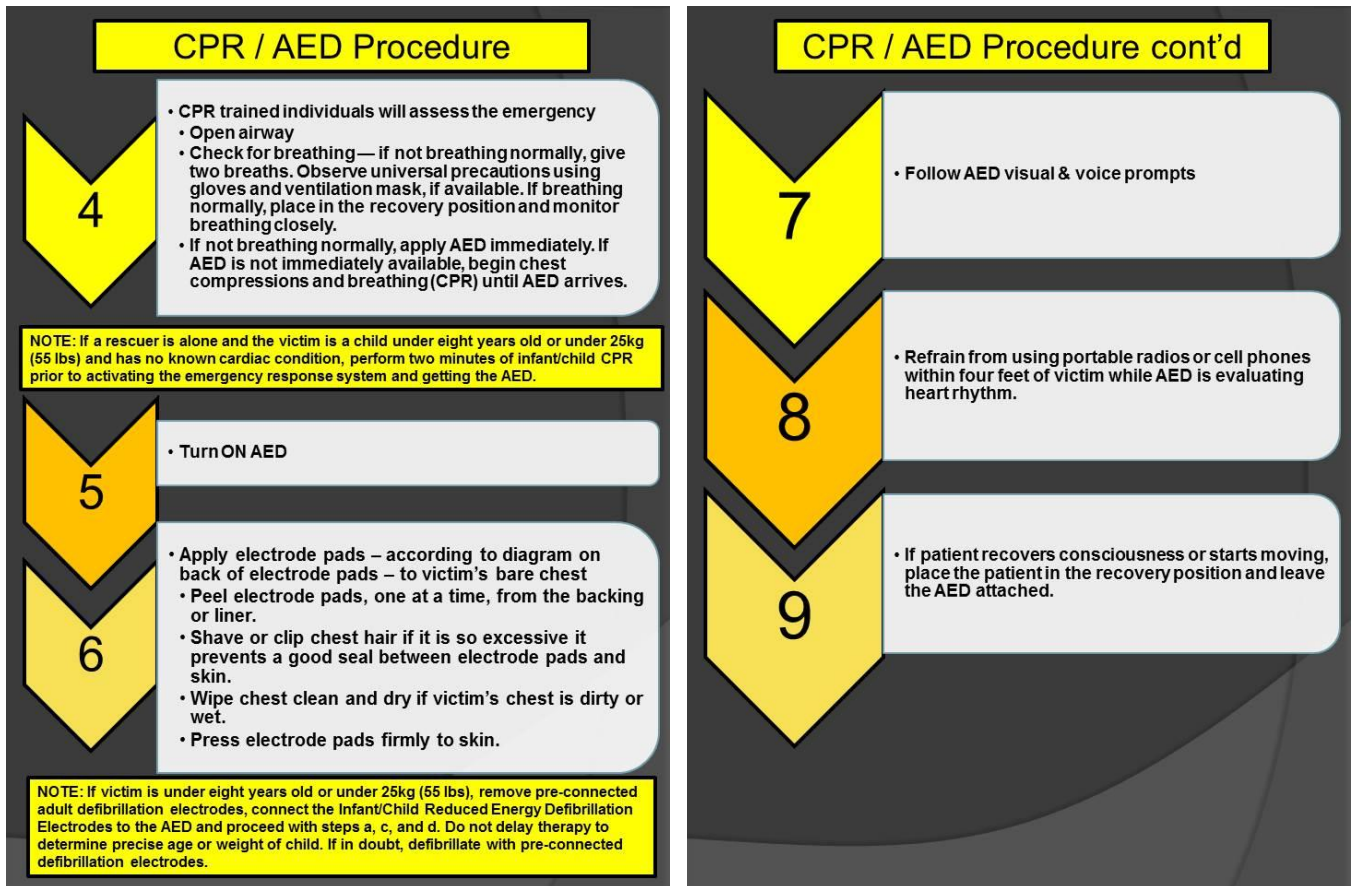 CPR / AED Procedure
4
• CPR trained individuals will assess the emergency
• Open airway
• Check for breathing — if not breathing normally, give
two breaths. Observe universal precautions using
gloves and ventilation mask, if available. If breathing
normally, place in the recovery position and monitor
breathing closely.
• If not breathing normally, apply AED immediately. If
AED is not immediately available, begin chest
compressions and breathing (CPR) until AED arrives.
NOTE: If a rescuer is alone and the victim is a child under eight years old or under 25kg
(55 lbs) and has no known cardiac condition, perform two minutes of infant/child CPR
prior to activating the emergency response system and getting the AED.
5
• Turn ON AED
6
• Apply electrode pads – according to diagram on
back of electrode pads – to victim's bare chest
• Peel electrode pads, one at a time, from the backing
or liner.
• Shave or clip chest hair if it is so excessive it
prevents a good seal between electrode pads and
skin.
• Wipe chest clean and dry if victim's chest is dirty or
wet.
• Press electrode pads firmly to skin.
NOTE: If victim is under eight years old or under 25kg (55 lbs), remove pre-connected
adult defibrillation electrodes, connect the Infant/Child Reduced Energy Defibrillation
Electrodes to the AED and proceed with steps a, c, and d. Do not delay therapy to
determine precise age or weight of child. If in doubt, defibrillate with pre-connected
defibrillation electrodes.
CPR / AED Procedure cont'd
7
• Follow AED visual & voice prompts
8
• Refrain from using portable radios or cell phones
within four feet of victim while AED is evaluating
heart rhythm.
9
• If patient recovers consciousness or starts moving,
place the patient in the recovery position and leave
the AED attached.